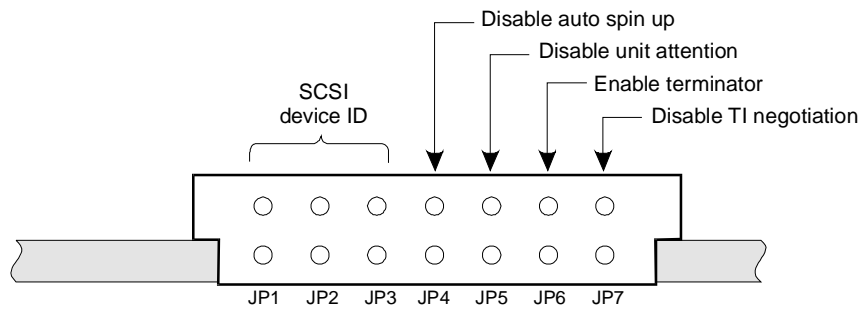 Disable auto spin up
Disable unit attention
Enable terminator
Disable TI negotiation
SCSI
device ID
JP1 JP2 JP3 JP4 JP5 JP6 JP7